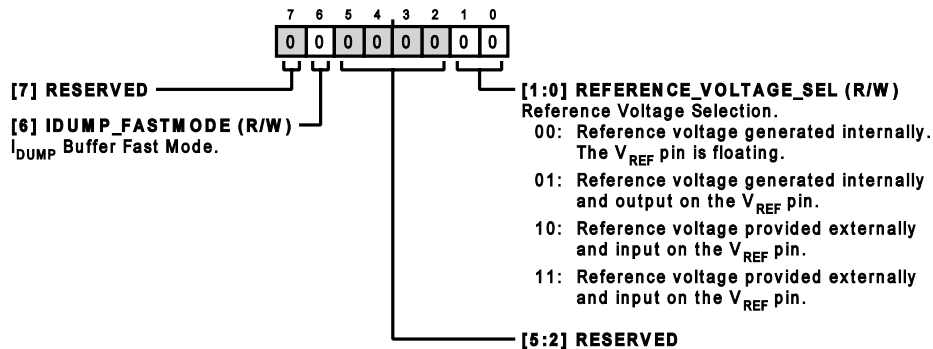 7 6 5 4 3 2 1 0
0 0 0 0 0 0 0 0
[7] RESERVED
[6] IDUMP_FASTMODE (R/W)
IDUMP Buffer Fast Mode.
[1:0] REFERENCE_VOLTAGE_SEL (R/W)
Reference Voltage Selection.
00: Reference voltage generated internally.
The VREF pin is floating.
01: Reference voltage generated internally
and output on the VREF pin.
10: Reference voltage provided externally
and input on the VREF pin.
11: Reference voltage provided externally
and input on the VREF pin.
[5:2] RESERVED